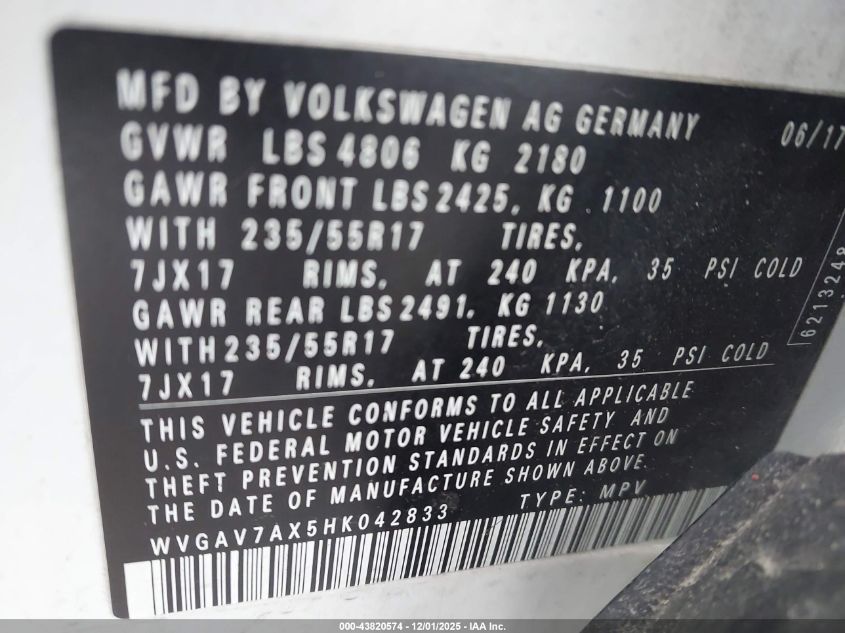 MFD BY VOLKSWAGEN AG GERMANY 06/17
GVWR LBS 4806 KG 2180
GAWR FRONT LBS 2425, KG 1100
WITH 235/55R17 TIRES,
7JX17 RIMS, AT 240 KPA, 35 PSI COLD
GAWR REAR LBS 2491, KG 1130
WITH 235/55R17 TIRES,
7JX17 RIMS, AT 240 KPA, 35 PSI COLD
6213248
THIS VEHICLE CONFORMS TO ALL APPLICABLE
U.S. FEDERAL MOTOR VEHICLE SAFETY AND
THEFT PREVENTION STANDARDS IN EFFECT ON
THE DATE OF MANUFACTURE SHOWN ABOVE.
WVGAV7AX5HK042833 TYPE: MPV
000-43820574 - 12/01/2025 - IAA Inc.